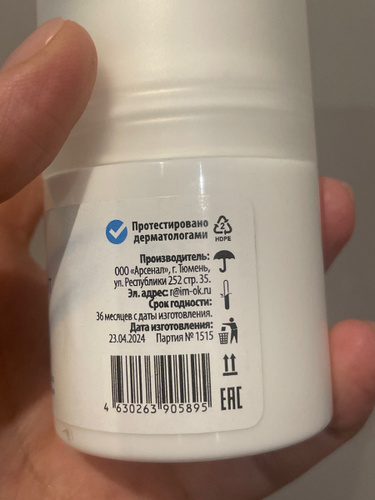 Протестировано
дерматологами
2
HDPE
Производитель:
ООО «Арсенал», г. Тюмень,
ул. Республики 252 стр. 35.
Эл. адрес: r@im-ok.ru
Срок годности:
36 месяцев с даты изготовления.
Дата изготовления:
23.04.2024 Партия № 1515
4 630263 905895
EAC